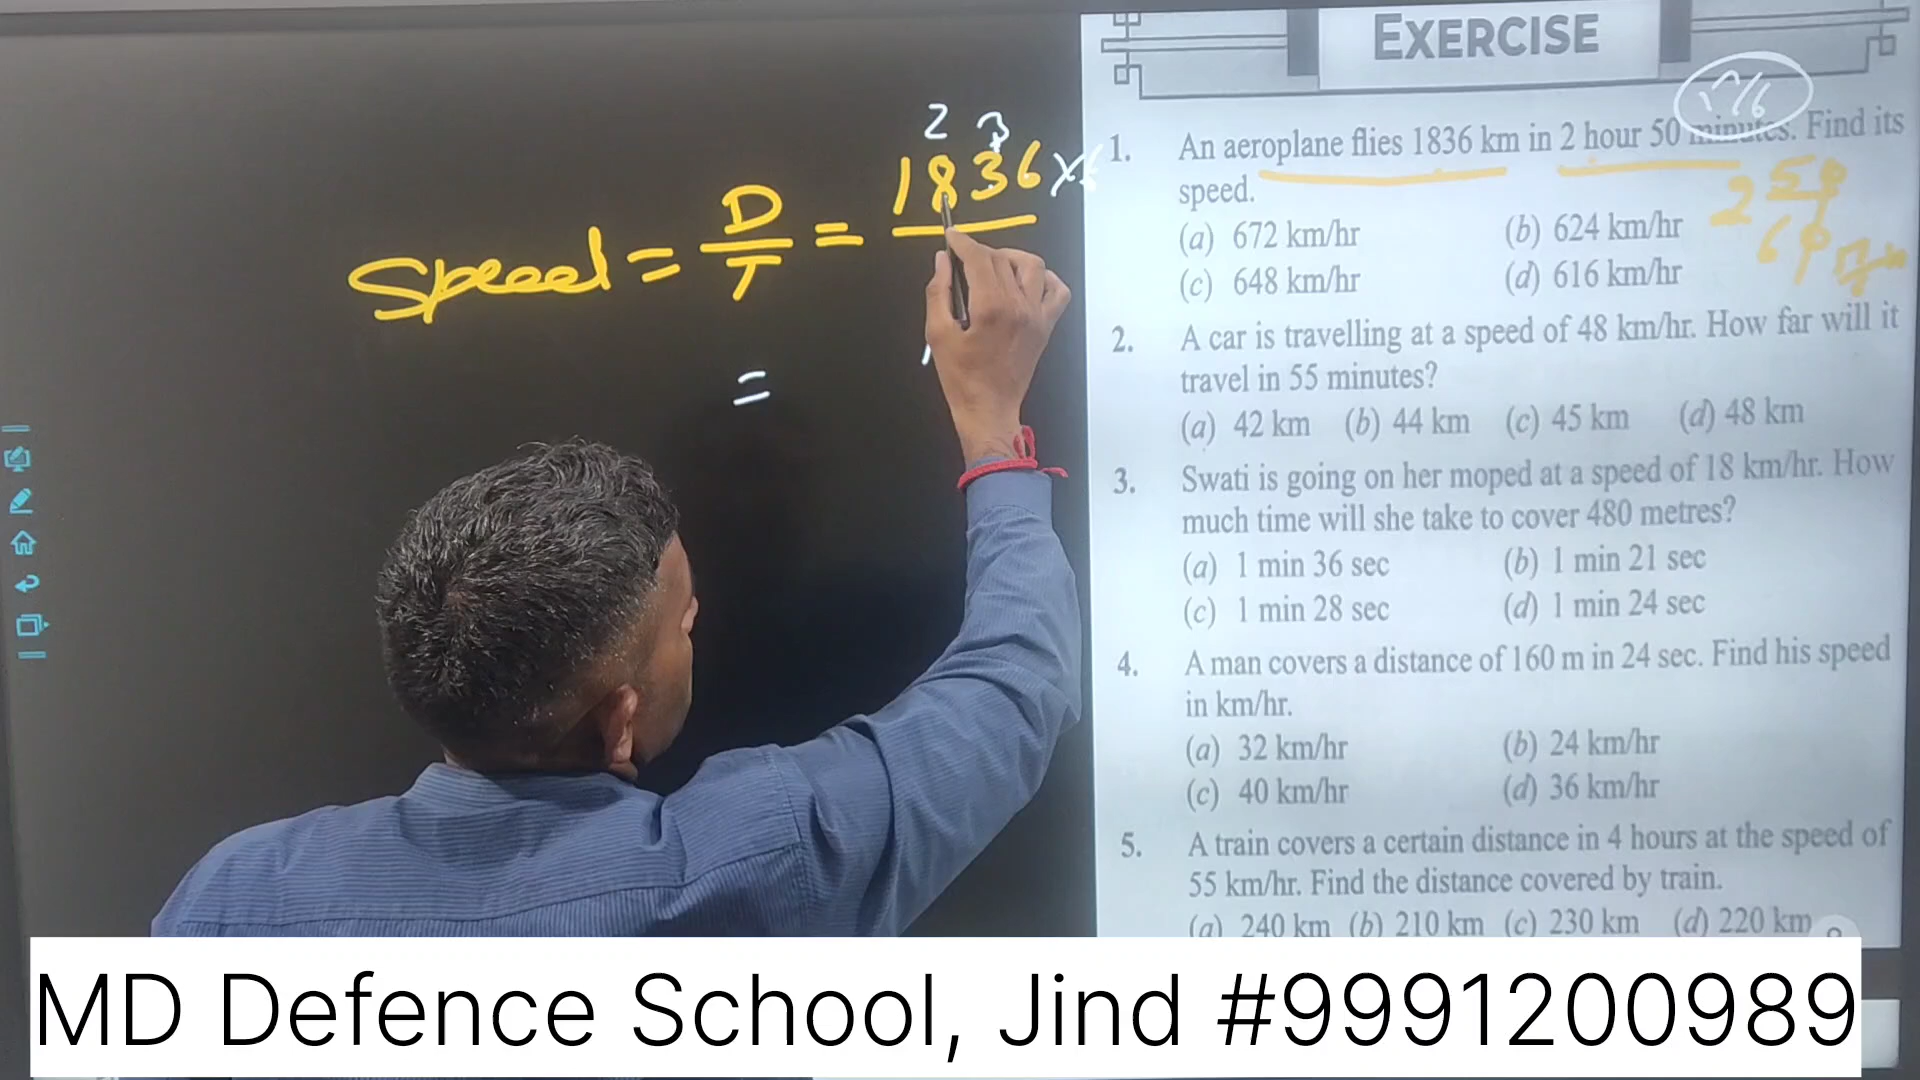 Speed = D/T = 1836
2 3
=
EXERCISE
1. An aeroplane flies 1836 km in 2 hour 50 minutes. Find its
speed.
(a) 672 km/hr (b) 624 km/hr
(c) 648 km/hr (d) 616 km/hr
2. A car is travelling at a speed of 48 km/hr. How far will it
travel in 55 minutes?
(a) 42 km (b) 44 km (c) 45 km (d) 48 km
3. Swati is going on her moped at a speed of 18 km/hr. How
much time will she take to cover 480 metres?
(a) 1 min 36 sec (b) 1 min 21 sec
(c) 1 min 28 sec (d) 1 min 24 sec
4. A man covers a distance of 160 m in 24 sec. Find his speed
in km/hr.
(a) 32 km/hr (b) 24 km/hr
(c) 40 km/hr (d) 36 km/hr
5. A train covers a certain distance in 4 hours at the speed of
55 km/hr. Find the distance covered by train.
(a) 240 km (b) 210 km (c) 230 km (d) 220 km
MD Defence School, Jind #9991200989